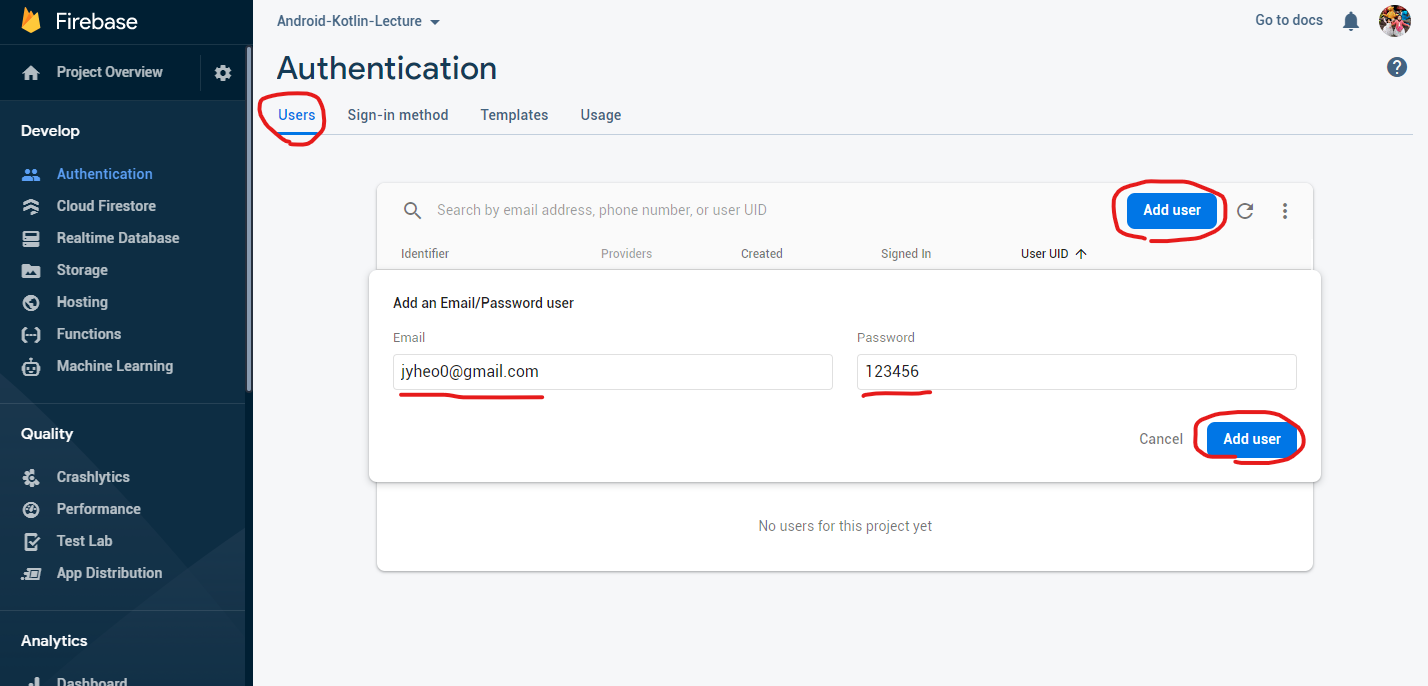 Firebase
Project Overview
Develop
Authentication
Cloud Firestore
Realtime Database
Storage
Hosting
Functions
Machine Learning
Quality
Crashlytics
Performance
Test Lab
App Distribution
Analytics
Dashboard
Android-Kotlin-Lecture
Go to docs
Authentication
Users Sign-in method Templates Usage
Search by email address, phone number, or user UID
Add user
Identifier Providers Created Signed In User UID
Add an Email/Password user
Email Password
jyheo0@gmail.com 123456
Cancel Add user
No users for this project yet